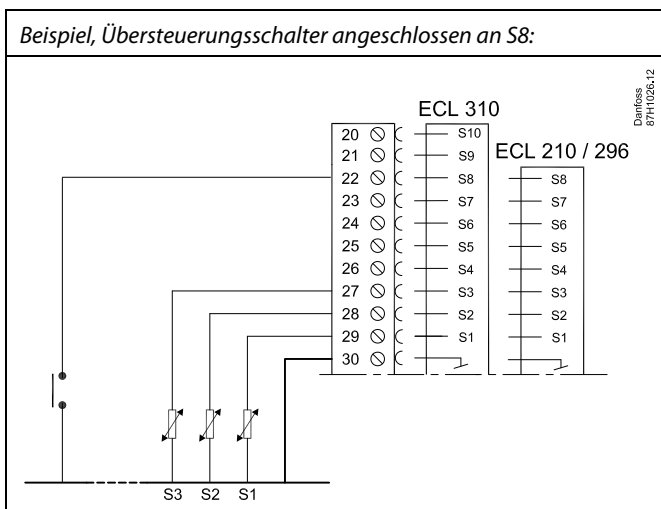 Beispiel, Übersteuerungsschalter angeschlossen an S8:
Danfoss
87H1026.12
ECL 310
ECL 210 / 296
20 S10
21 S9
22 S8 S8
23 S7 S7
24 S6 S6
25 S5 S5
26 S4 S4
27 S3 S3
28 S2 S2
29 S1 S1
30
S3 S2 S1